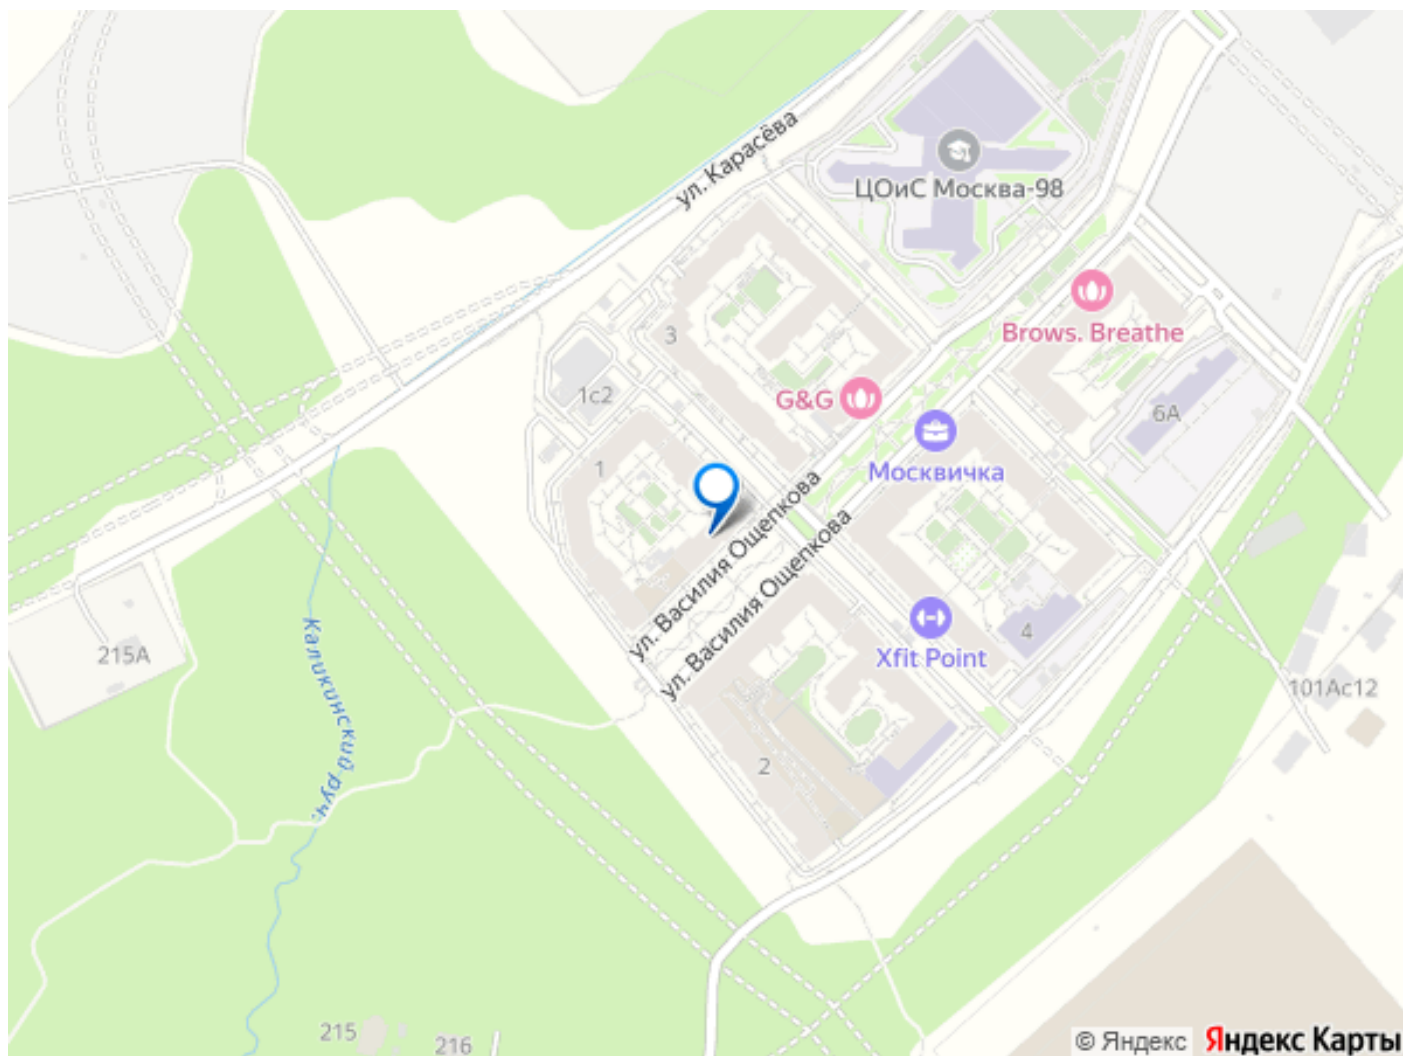 ул. Карасёва
ЦОиС Москва-98
Brows. Breathe
3
1с2
G&G
6А
Москвичка
1
ул. Василия Ощепкова
ул. Василия Ощепкова
Xfit Point
4
215А
Каликинский руч.
101Ас12
2
215
216
© Яндекс
Яндекс Карты